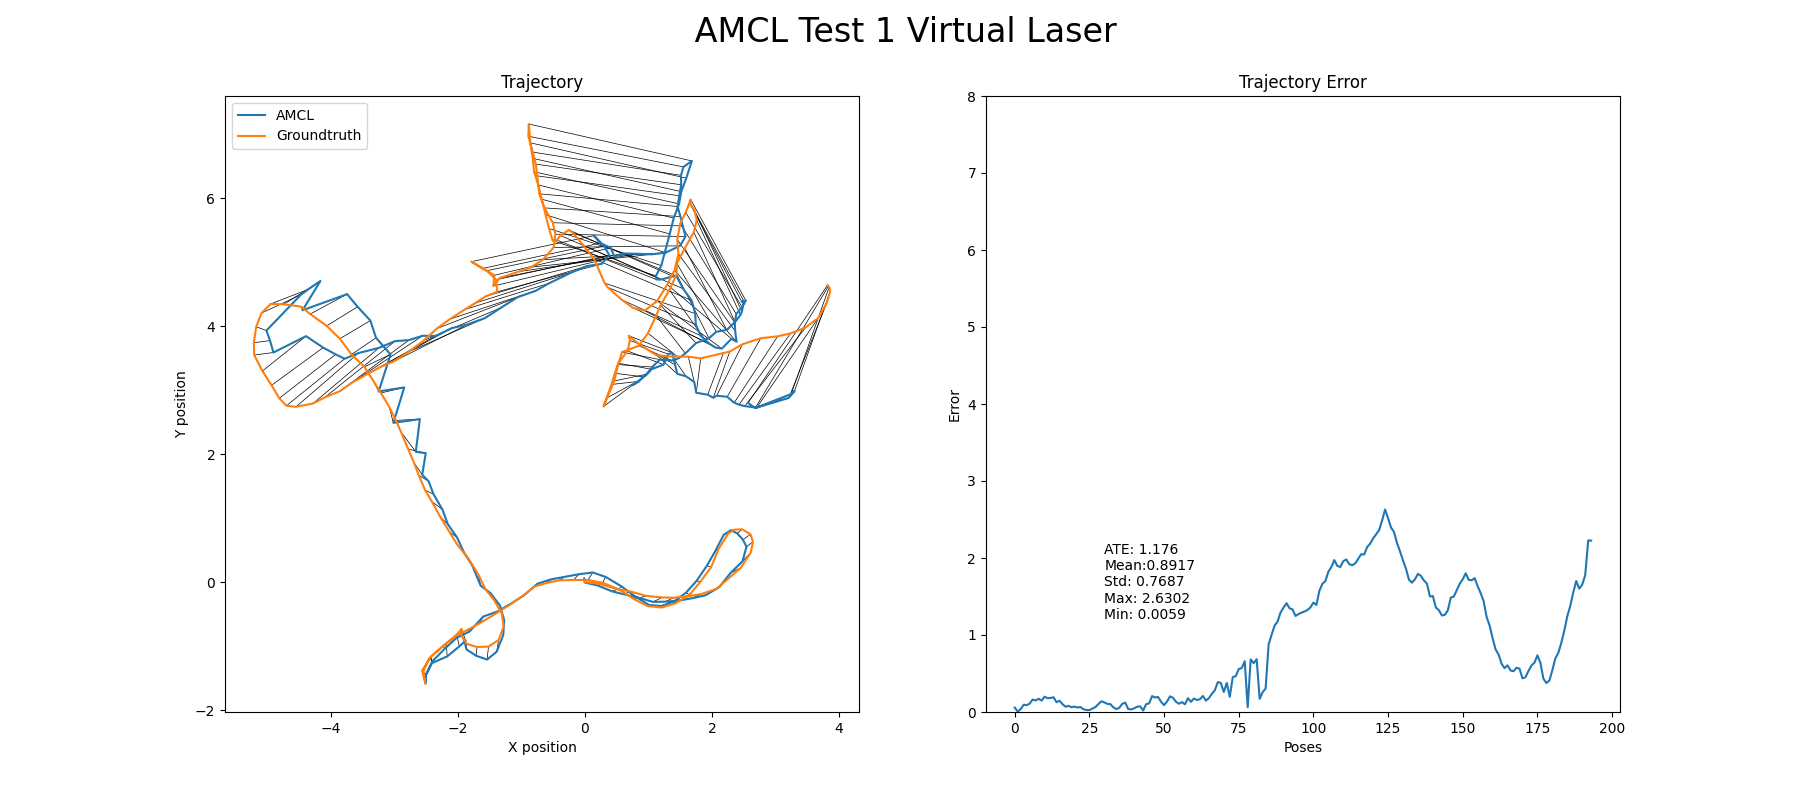 AMCL Test 1 Virtual Laser
Trajectory
AMCL
Groundtruth
6
4
2
0
−2
Y position
−4
−2
0
2
4
X position
Trajectory Error
8
7
6
5
4
3
2
1
0
Error
ATE: 1.176
Mean:0.8917
Std: 0.7687
Max: 2.6302
Min: 0.0059
0
25
50
75
100
125
150
175
200
Poses